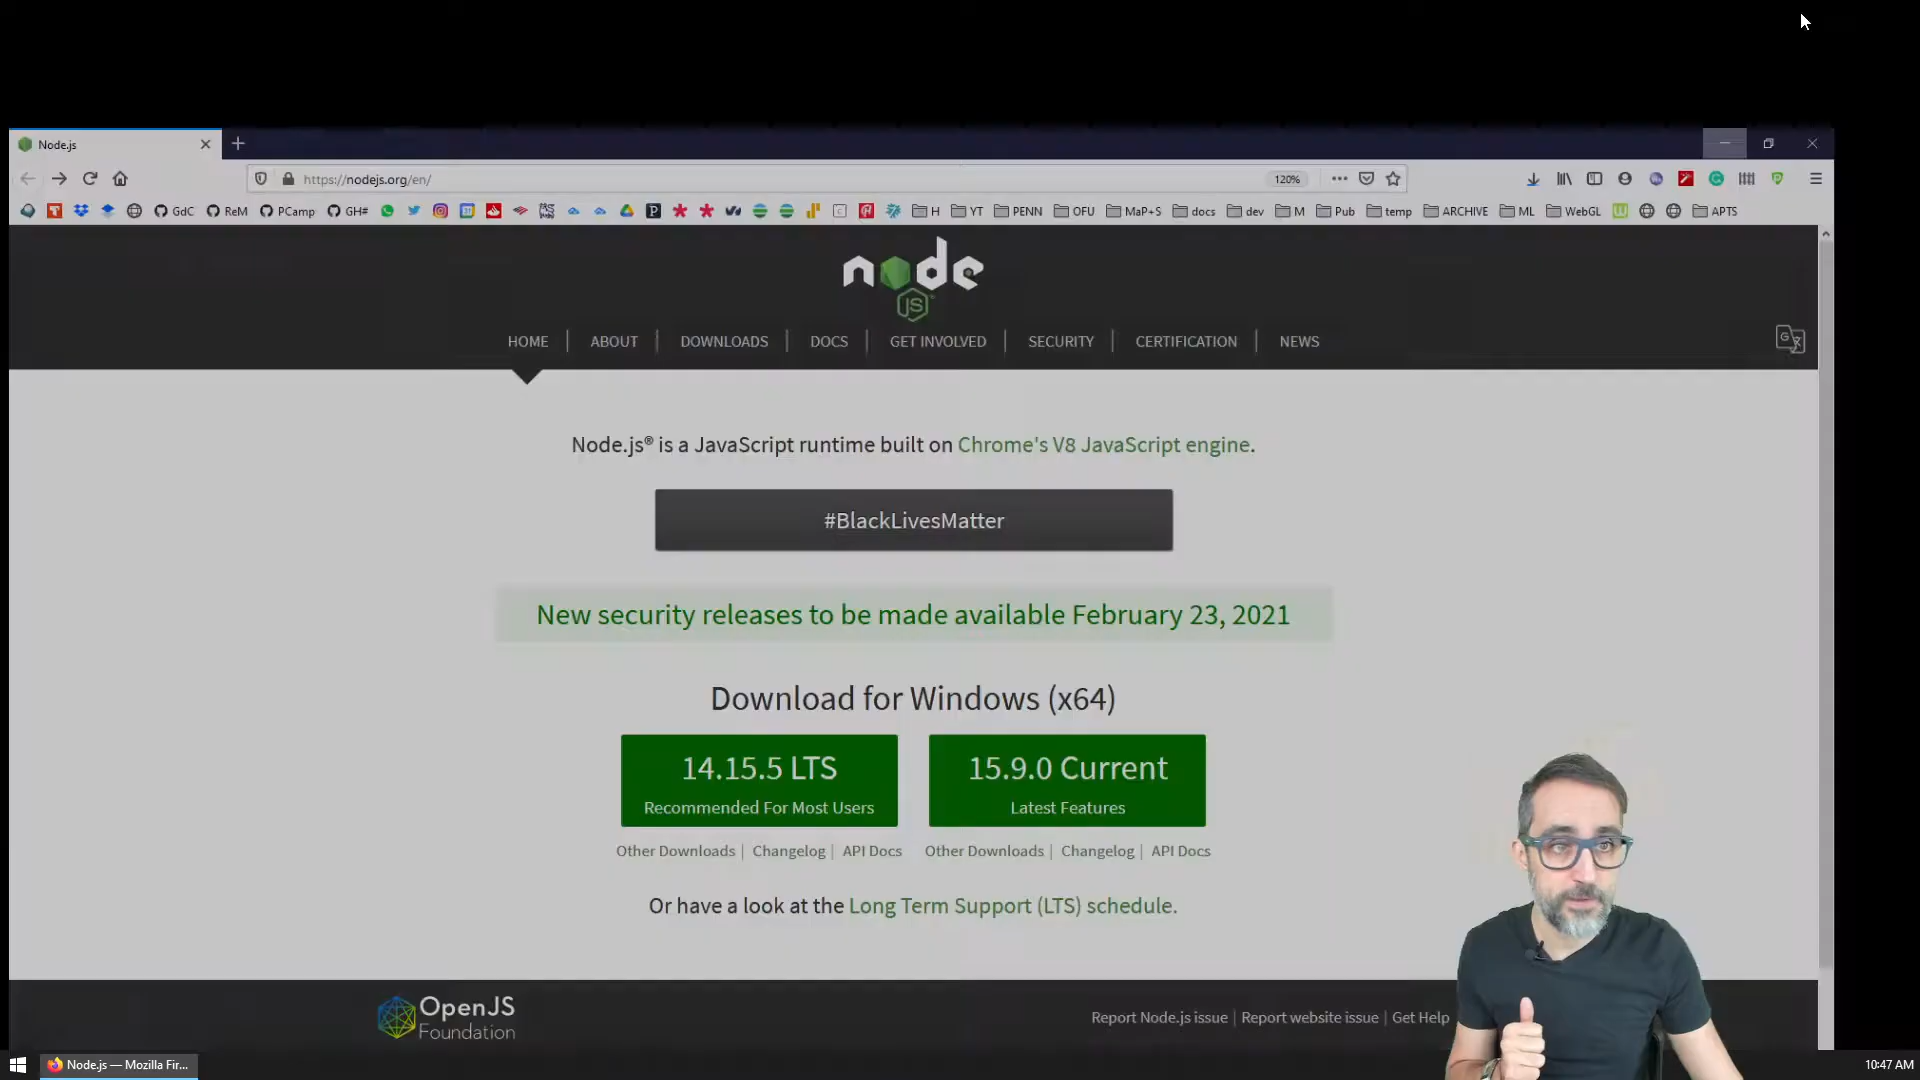 Node.js
https://nodejs.org/en/
120%
GdC ReM PCamp GH# H YT PENN OFU MaP+S docs dev M Pub temp ARCHIVE ML WebGL APTS
node
JS
HOME | ABOUT | DOWNLOADS | DOCS | GET INVOLVED | SECURITY | CERTIFICATION | NEWS
Node.js® is a JavaScript runtime built on Chrome's V8 JavaScript engine.
#BlackLivesMatter
New security releases to be made available February 23, 2021
Download for Windows (x64)
14.15.5 LTS
Recommended For Most Users
15.9.0 Current
Latest Features
Other Downloads | Changelog | API Docs
Other Downloads | Changelog | API Docs
Or have a look at the Long Term Support (LTS) schedule.
OpenJS
Foundation
Report Node.js issue | Report website issue | Get Help
Node.js — Mozilla Fir...
10:47 AM